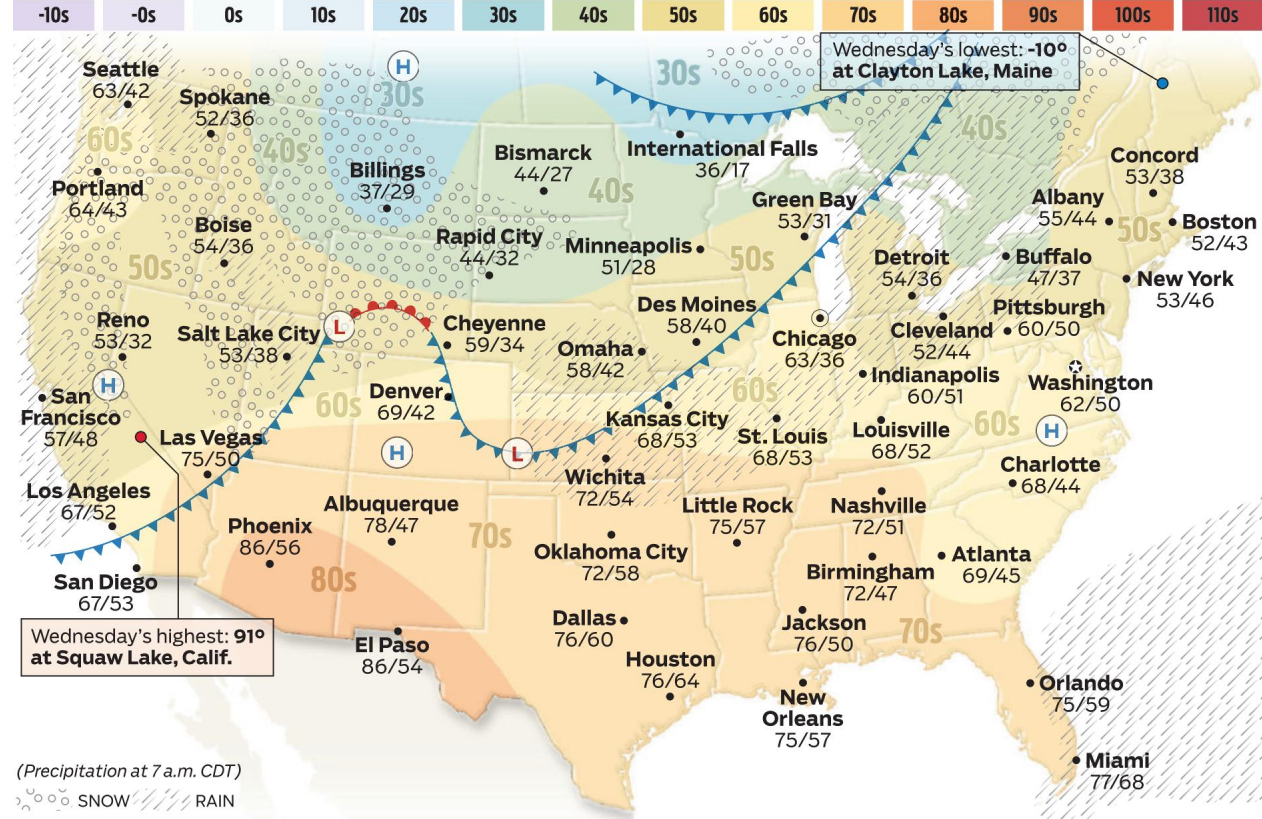 -10s -0s 0s 10s 20s 30s 40s 50s 60s 70s 80s 90s 100s 110s
Wednesday's lowest: -10°
at Clayton Lake, Maine
H
30s
30s
Seattle
63/42
Spokane
52/36
60s
40s
40s
Billings
37/29
Bismarck
44/27
40s
International Falls
36/17
Concord
53/38
Portland
64/43
Green Bay
53/31
Albany
55/44
Boise
54/36
Rapid City
44/32
Minneapolis
51/28
50s
Boston
52/43
50s
50s
Detroit
54/36
Buffalo
47/37
New York
53/46
Reno
53/32
Salt Lake City
53/38
L
Cheyenne
59/34
Des Moines
58/40
Omaha
58/42
Chicago
63/36
Cleveland
52/44
Pittsburgh
60/50
H
San
Francisco
57/48
60s
Denver
69/42
60s
Indianapolis
60/51
Washington
62/50
Kansas City
68/53
St. Louis
68/53
Louisville
68/52
60s
H
Las Vegas
75/50
H
L
Wichita
72/54
Charlotte
68/44
Los Angeles
67/52
Albuquerque
78/47
Little Rock
75/57
Nashville
72/51
Phoenix
86/56
70s
Oklahoma City
72/58
Atlanta
69/45
San Diego
67/53
80s
Birmingham
72/47
Wednesday's highest: 91°
at Squaw Lake, Calif.
El Paso
86/54
Dallas
76/60
Jackson
76/50
70s
Houston
76/64
New
Orleans
75/57
Orlando
75/59
Miami
77/68
(Precipitation at 7 a.m. CDT)
SNOW RAIN